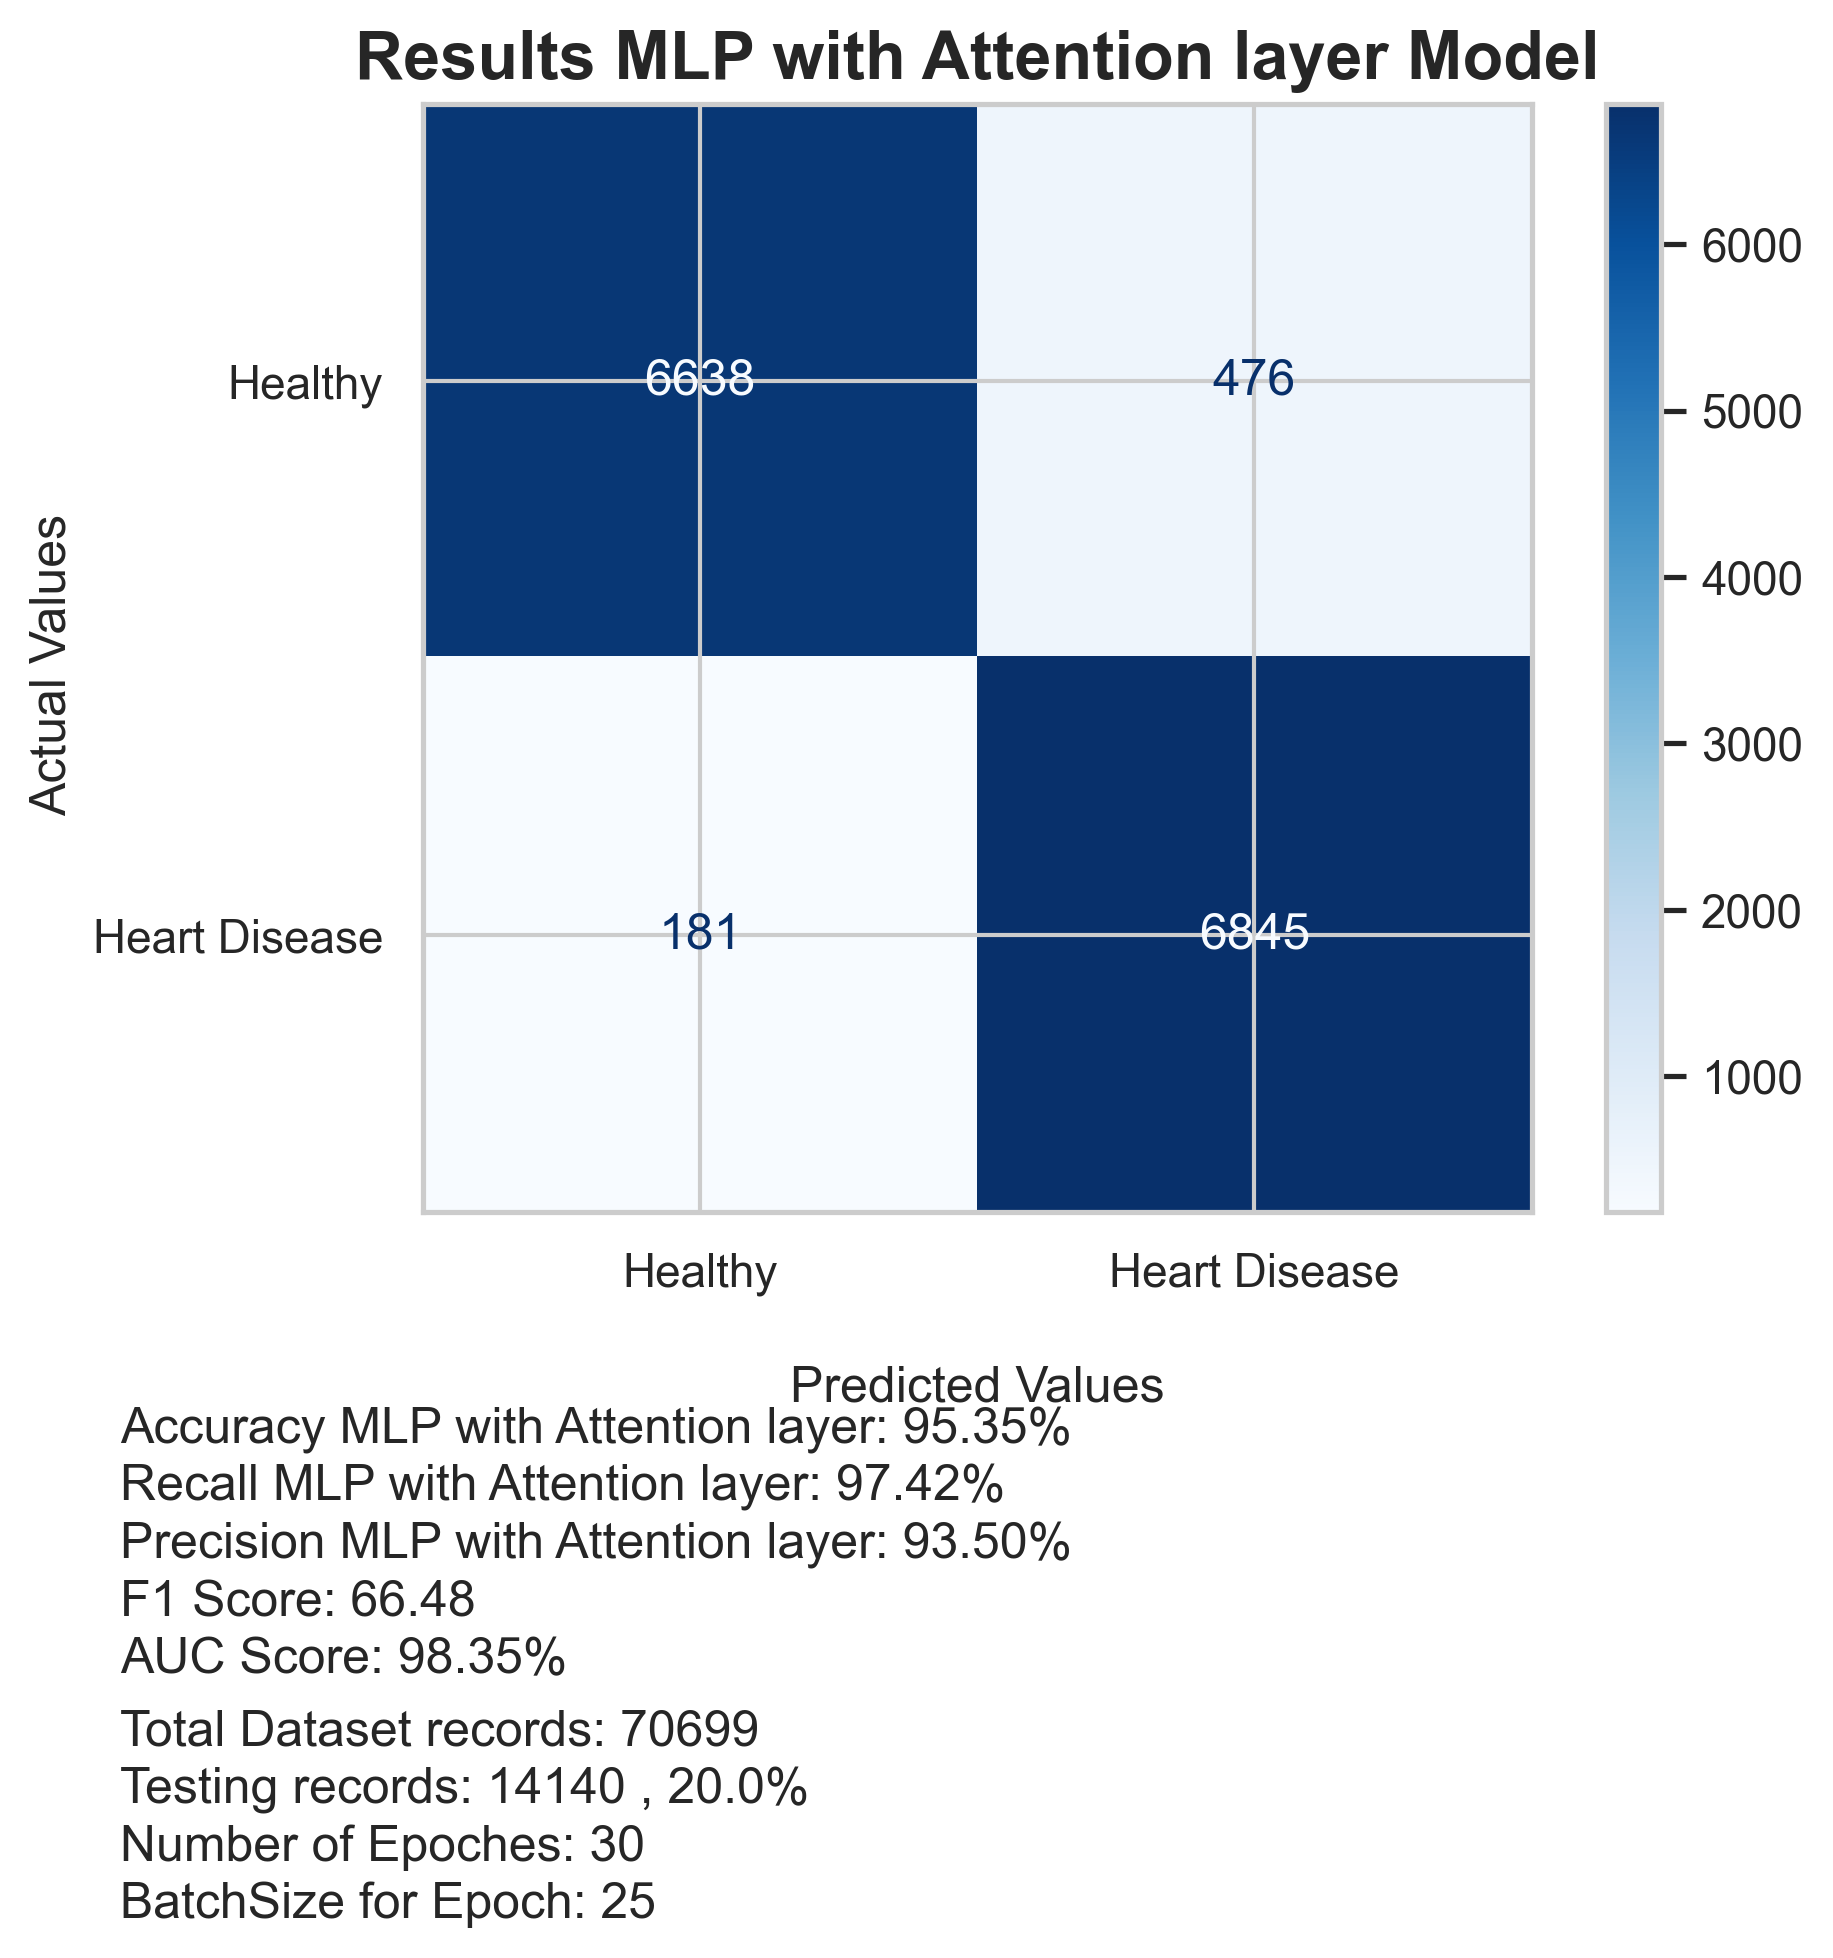 Results MLP with Attention layer Model
Actual Values
Healthy
6638
476
Heart Disease
181
6845
Healthy
Heart Disease
Predicted Values
6000
5000
4000
3000
2000
1000
Accuracy MLP with Attention layer: 95.35%
Recall MLP with Attention layer: 97.42%
Precision MLP with Attention layer: 93.50%
F1 Score: 66.48
AUC Score: 98.35%
Total Dataset records: 70699
Testing records: 14140 , 20.0%
Number of Epoches: 30
BatchSize for Epoch: 25